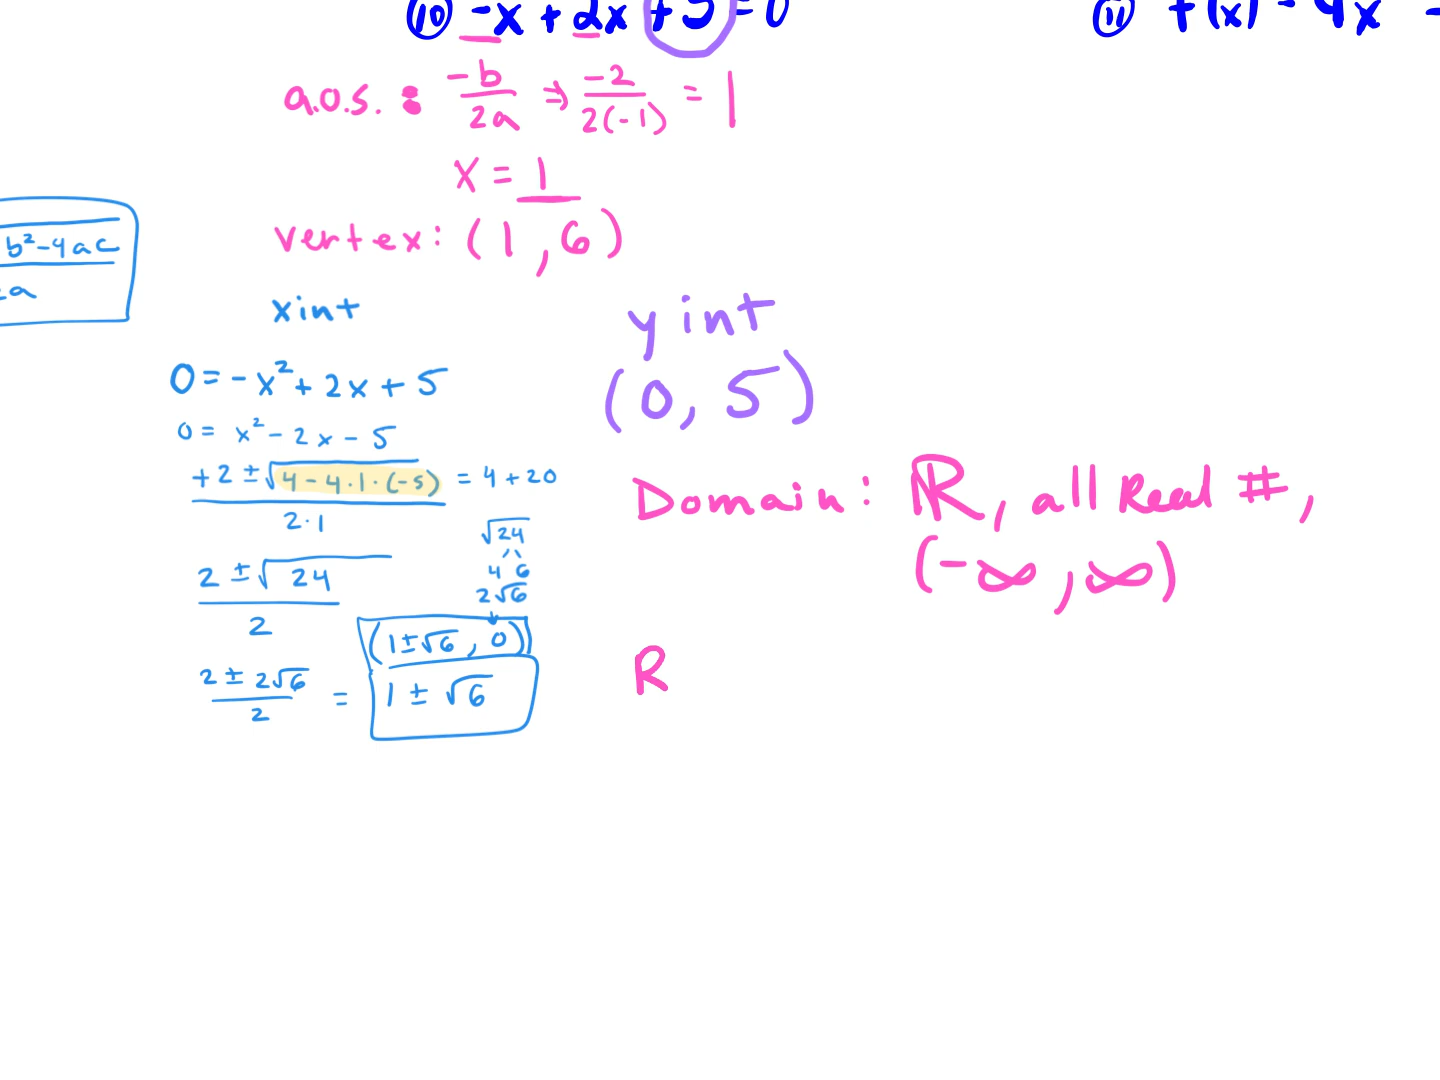 ⑩ -x + 2x + 5 = 0
⑪ f(x) = 4x -
a.o.s. : -b/2a ⇒ -2/2(-1) = 1
x = 1
vertex: (1, 6)
b²-4ac
2a
x int
y int
(0, 5)
0 = -x² + 2x + 5
0 = x² - 2x - 5
+2 ± √4 - 4·1·(-5) = 4 + 20
2·1
Domain: ℝ, all Real #,
(-∞, ∞)
√24
4 6
2√6
2 ± √24
2
(1±√6, 0)
2 ± 2√6
2
= 1 ± √6
R